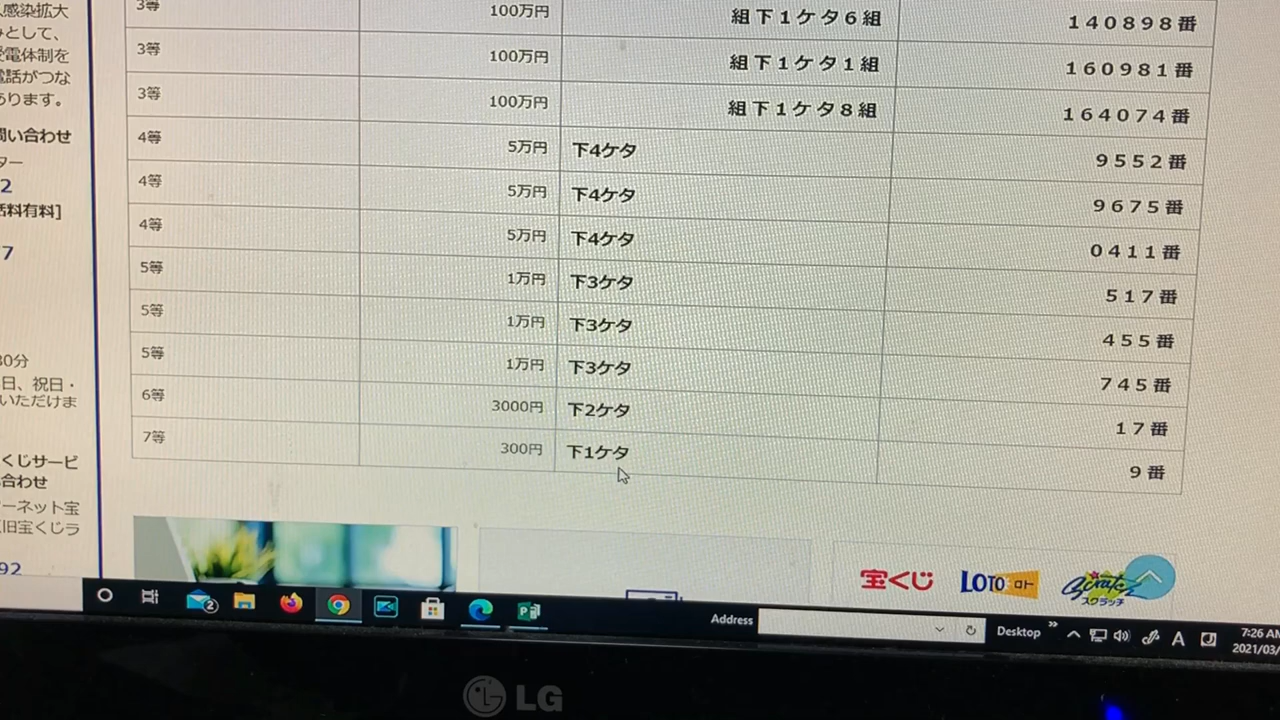 感染拡大
みとして、
受電体制を
電話がつな
あります。
問い合わせ
ター
2
話料有料]
7
30分
日、祝日・
いただけま
くじサービ
合わせ
ーネット宝
旧宝くじラ
92
3等 100万円 組下1ケタ6組 140898番
3等 100万円 組下1ケタ1組 160981番
3等 100万円 組下1ケタ8組 164074番
4等 5万円 下4ケタ 9552番
4等 5万円 下4ケタ 9675番
4等 5万円 下4ケタ 0411番
5等 1万円 下3ケタ 517番
5等 1万円 下3ケタ 455番
5等 1万円 下3ケタ 745番
6等 3000円 下2ケタ 17番
7等 300円 下1ケタ 9番
宝くじ LOTO ロト スクラッチ
2 Address Desktop A 7:26 AM
2021/03/
LG